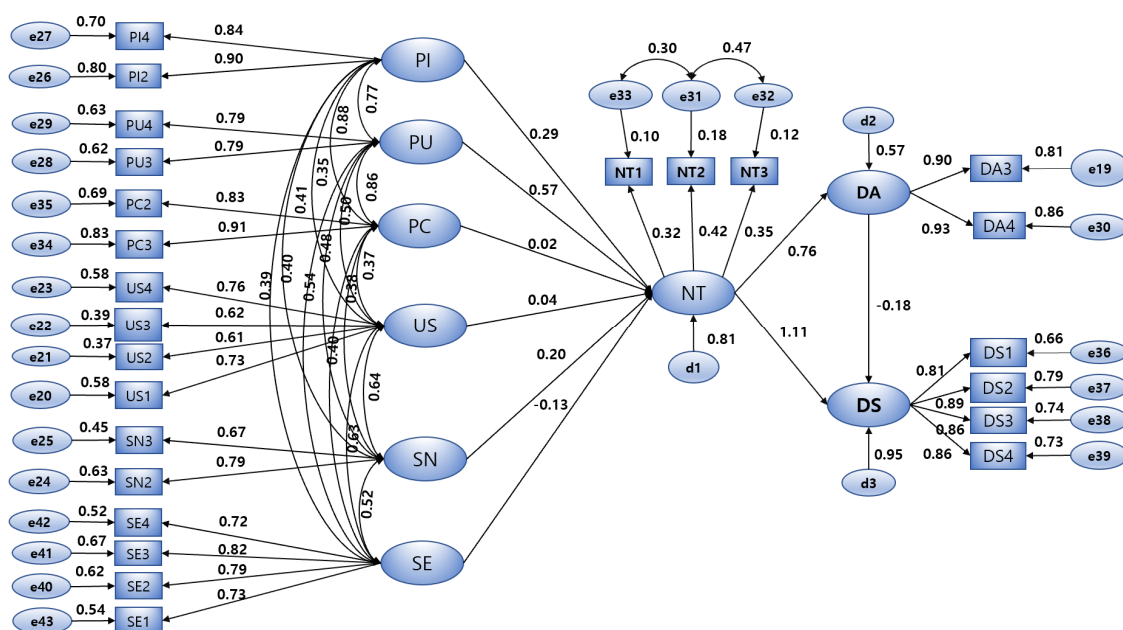 e27 0.70 PI4 0.84 PI
e26 0.80 PI2 0.90
e29 0.63 PU4 0.79 PU
e28 0.62 PU3 0.79
e35 0.69 PC2 0.83 PC
e34 0.83 PC3 0.91
e23 0.58 US4 0.76 US
e22 0.39 US3 0.62
e21 0.37 US2 0.61
e20 0.58 US1 0.73
e25 0.45 SN3 0.67 SN
e24 0.63 SN2 0.79
e42 0.52 SE4 0.72 SE
e41 0.67 SE3 0.82
e40 0.62 SE2 0.79
e43 0.54 SE1 0.73
0.77
0.88
0.35
0.41
0.39
0.86
0.50
0.48
0.40
0.54
0.37
0.38
0.40
0.64
0.63
0.52
0.29
0.57
0.02
0.04
0.20
-0.13
0.30 0.47
e33 e31 e32
0.10 0.18 0.12
NT1 NT2 NT3
0.32 0.42 0.35
NT
0.81
d1
0.76
1.11
d2
0.57
DA
0.90 DA3 0.81 e19
0.93 DA4 0.86 e30
-0.18
DS
0.95
d3
0.81 DS1 0.66 e36
0.89 DS2 0.79 e37
0.86 DS3 0.74 e38
0.86 DS4 0.73 e39